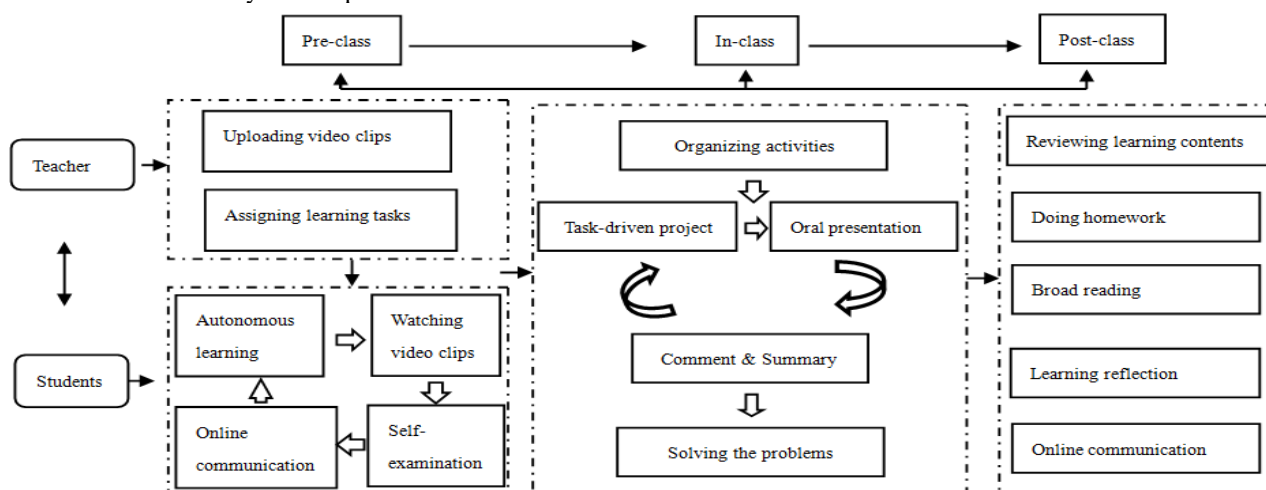 Pre-class
In-class
Post-class
Teacher
Uploading video clips
Assigning learning tasks
Students
Autonomous
learning
Watching
video clips
Online
communication
Self-
examination
Organizing activities
Task-driven project
Oral presentation
Comment & Summary
Solving the problems
Reviewing learning contents
Doing homework
Broad reading
Learning reflection
Online communication